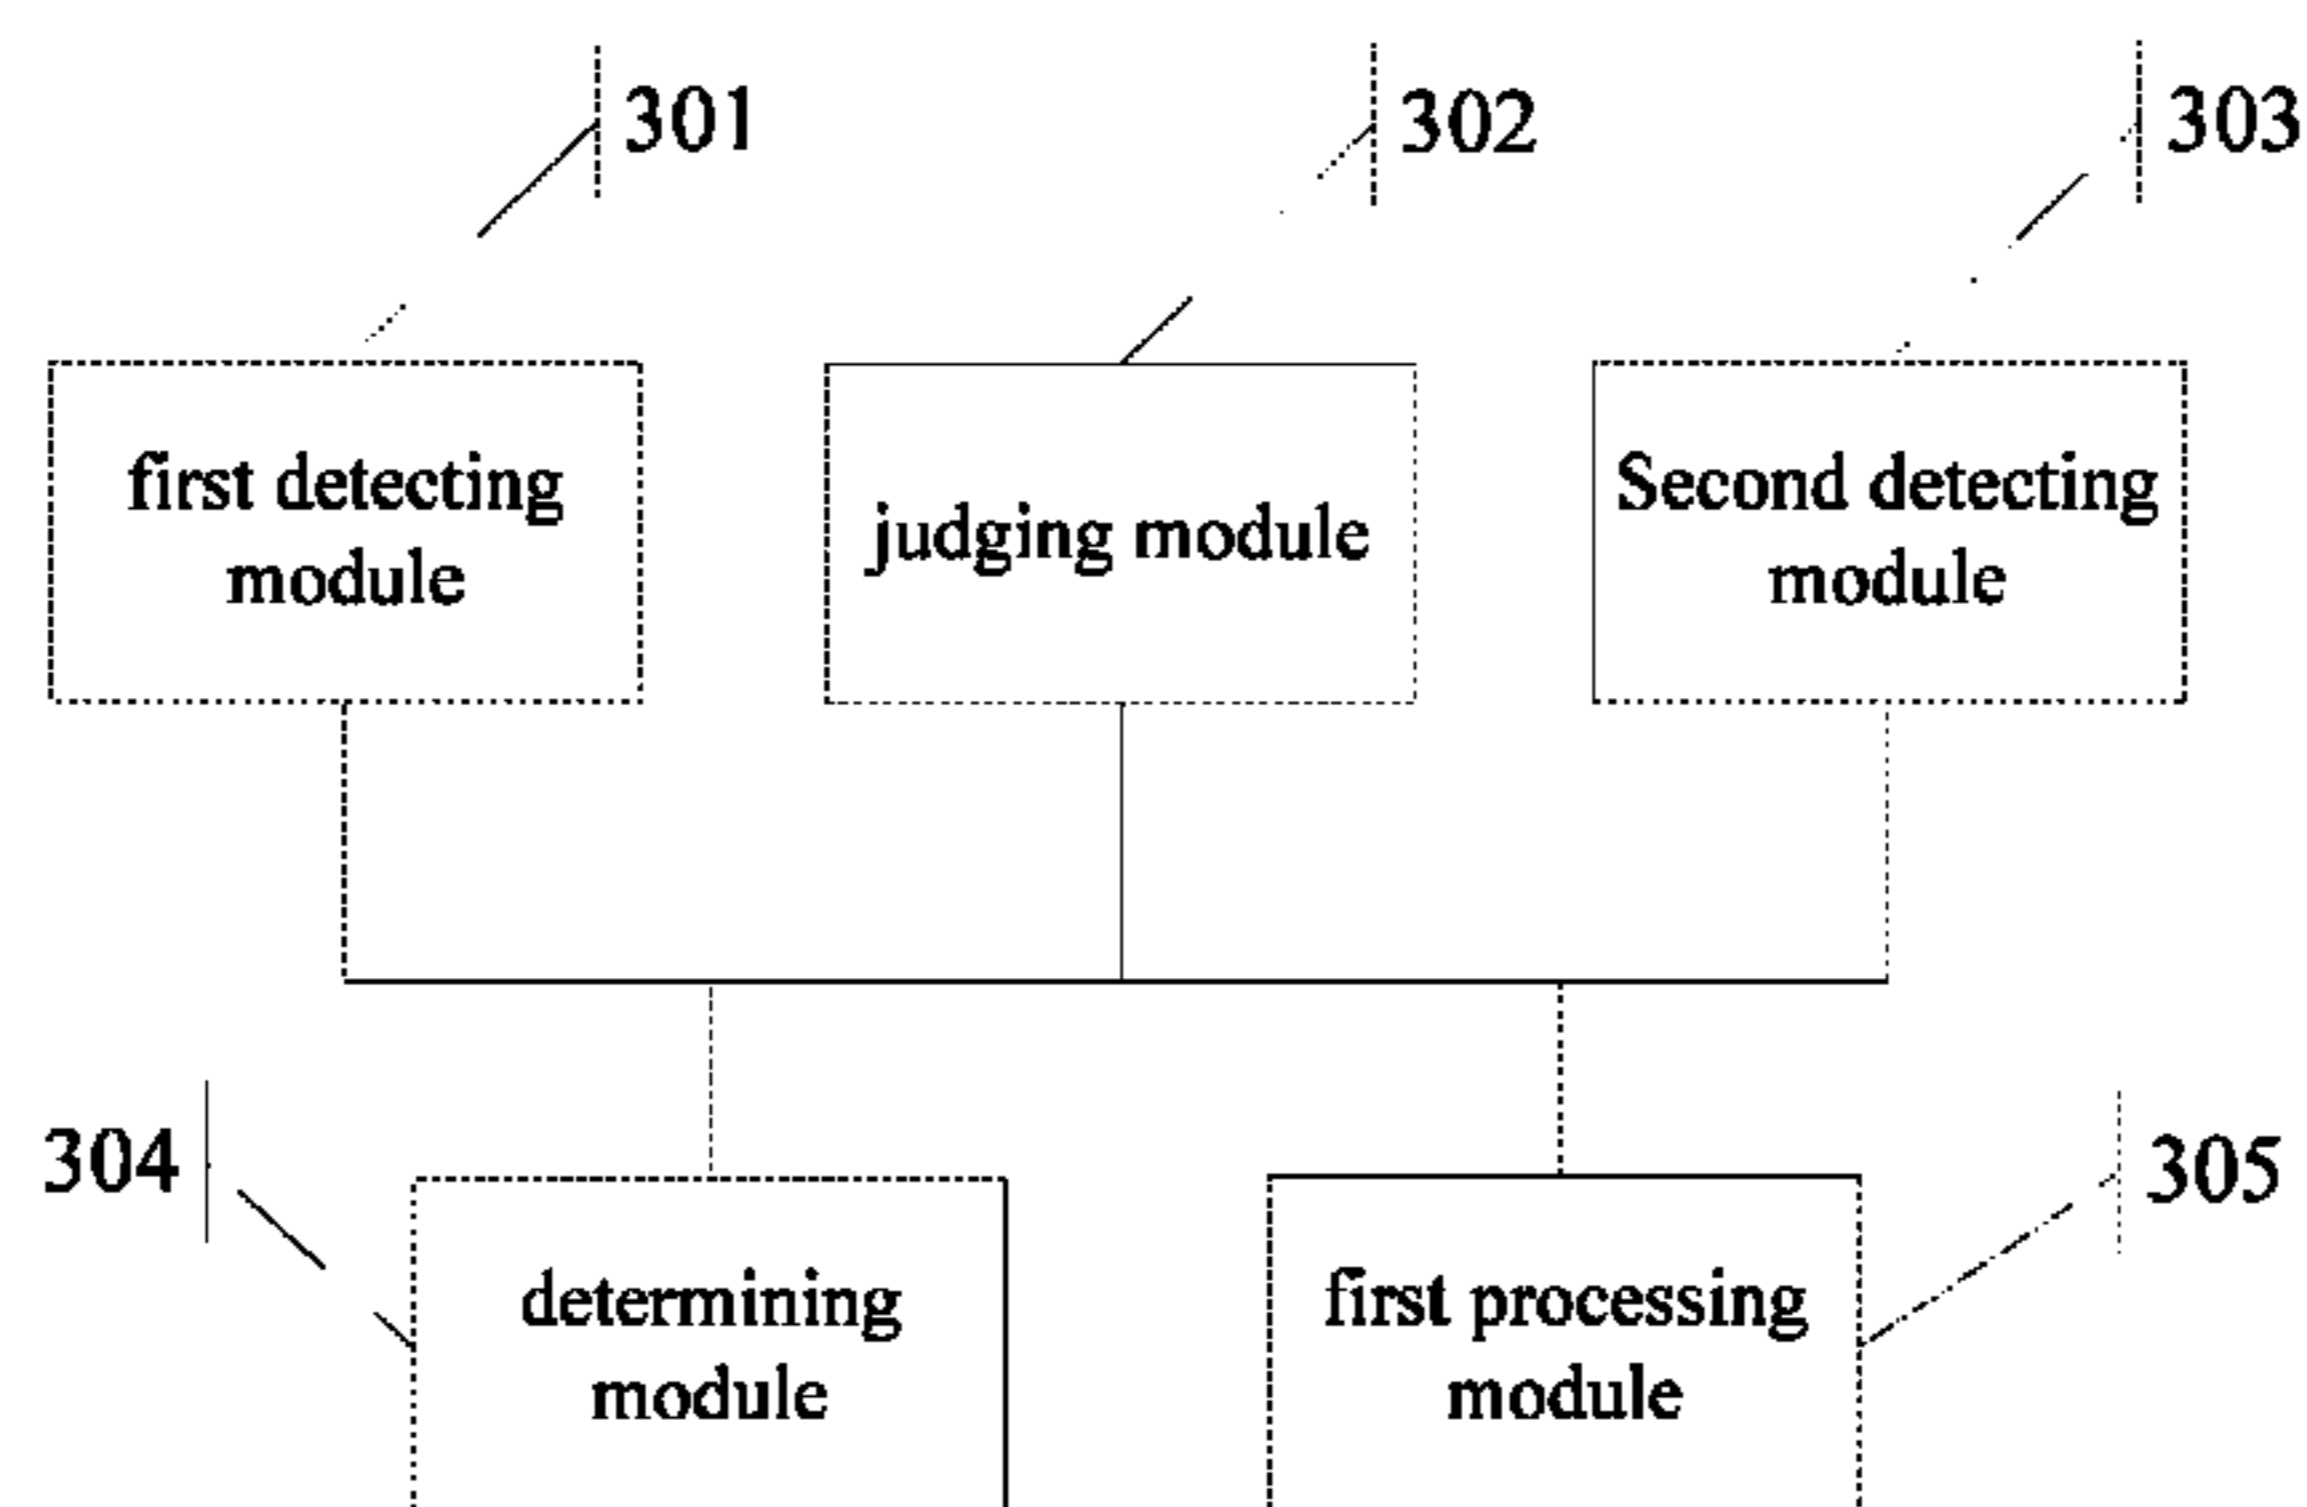 301
302
303
first detecting
module
judging module
Second detecting
module
304
305
determining
module
first processing
module